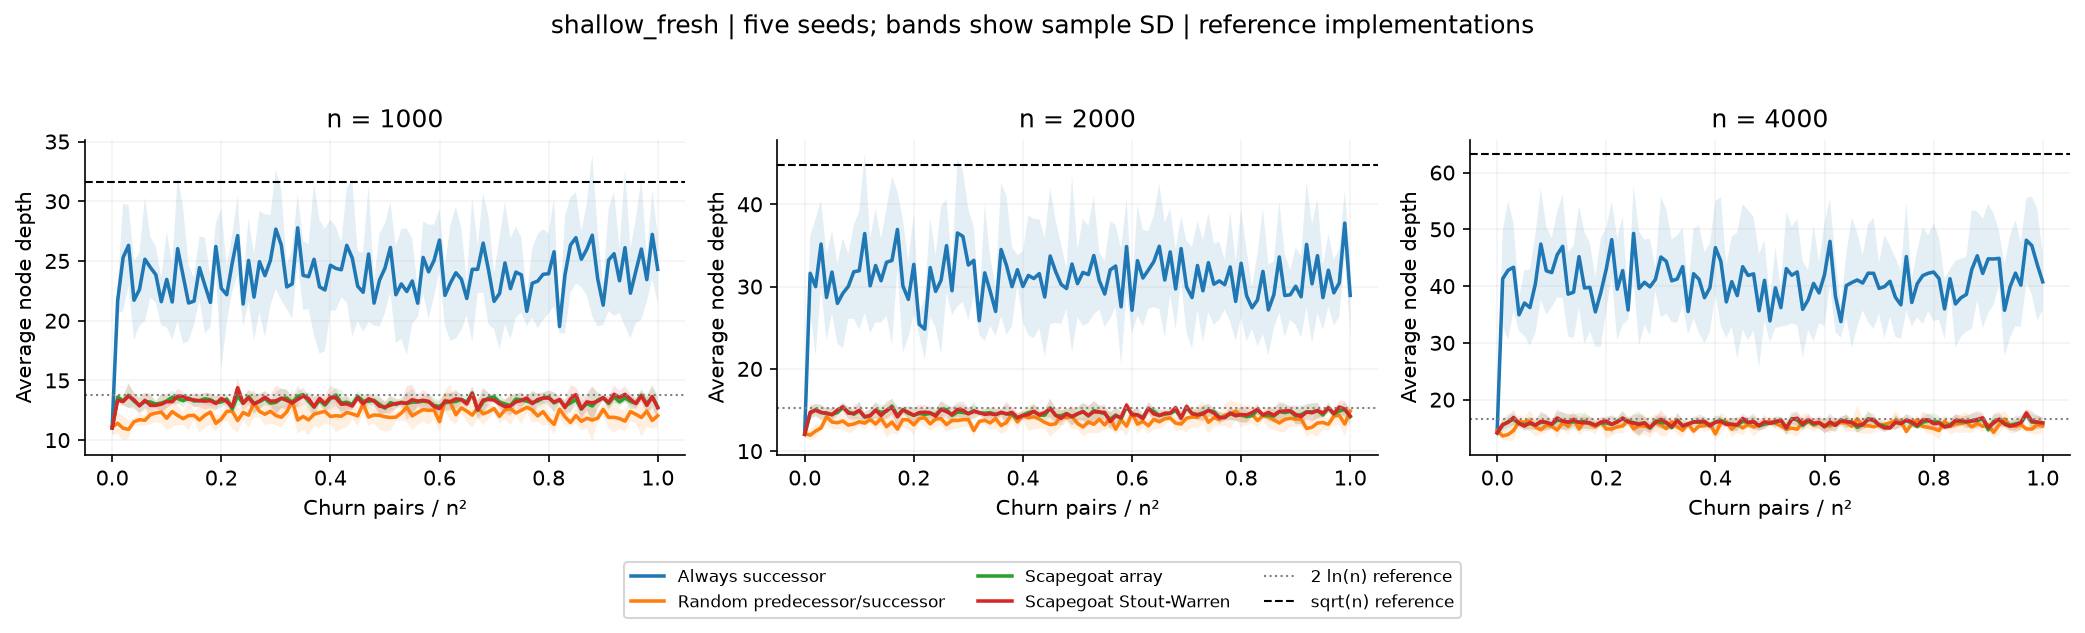 shallow_fresh | five seeds; bands show sample SD | reference implementations
n = 1000
35
30
25
20
15
10
Average node depth
0.0 0.2 0.4 0.6 0.8 1.0
Churn pairs / n²
n = 2000
40
30
20
10
Average node depth
0.0 0.2 0.4 0.6 0.8 1.0
Churn pairs / n²
n = 4000
60
50
40
30
20
Average node depth
0.0 0.2 0.4 0.6 0.8 1.0
Churn pairs / n²
Always successor
Random predecessor/successor
Scapegoat array
Scapegoat Stout-Warren
2 ln(n) reference
sqrt(n) reference